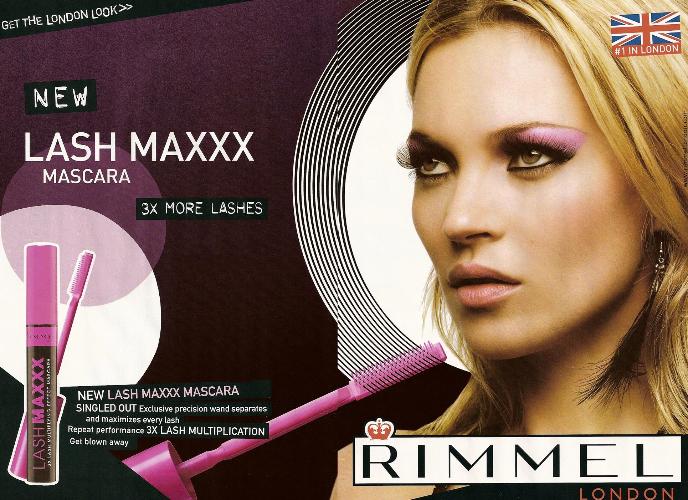 GET THE LONDON LOOK>>
#1 IN LONDON
NEW
LASH MAXXX
MASCARA
3X MORE LASHES
LASH MAXXX
NEW LASH MAXXX MASCARA
SINGLED OUT Exclusive precision wand separates
and maximizes every lash
Repeat performance 3X LASH MULTIPLICATION
Get blown away
RIMMEL
LONDON